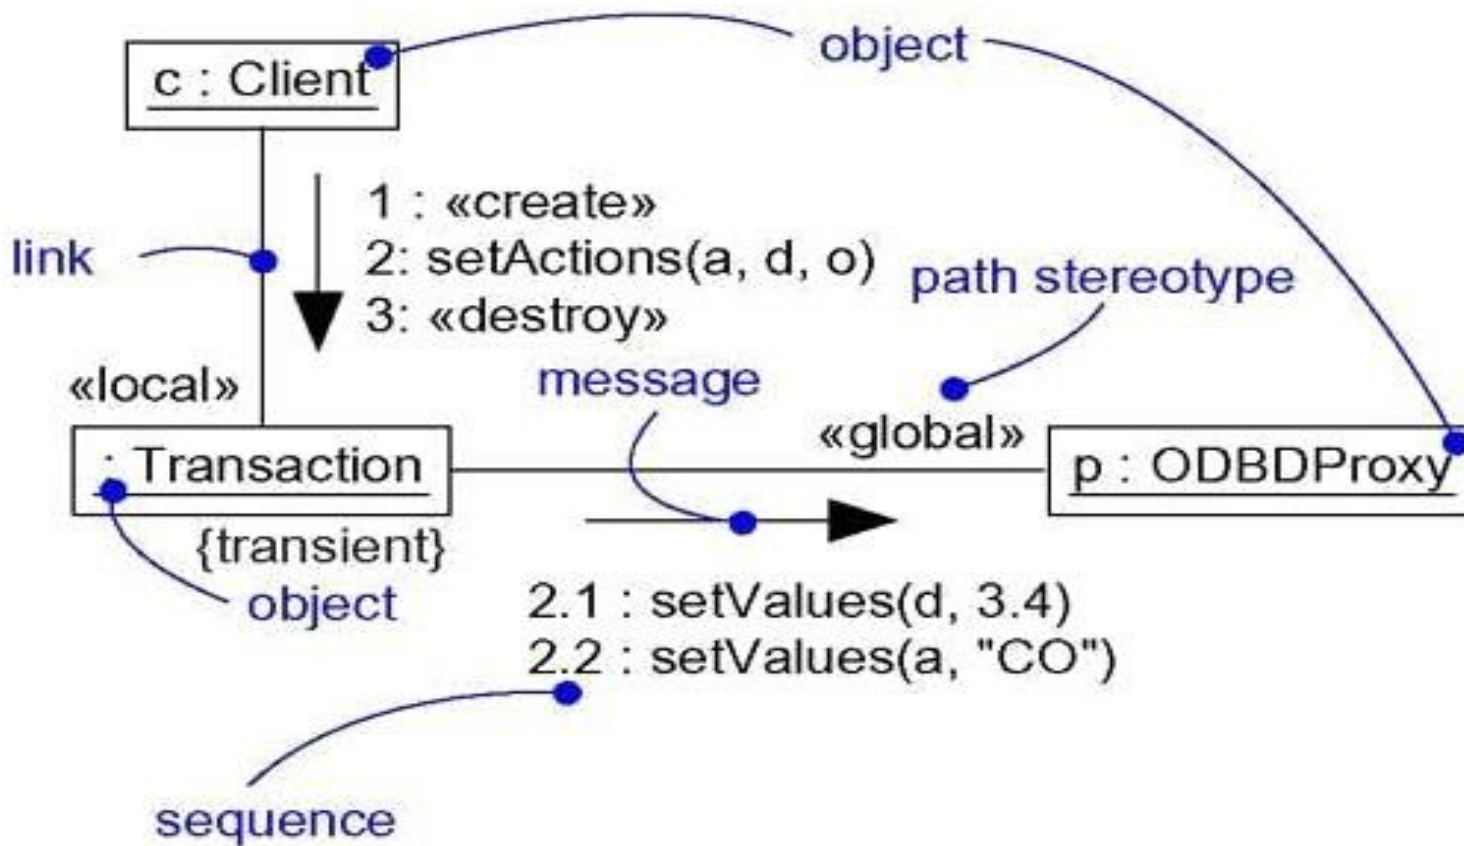 object
c : Client
1 : «create»
link
2: setActions(a, d, o)
path stereotype
3: «destroy»
«local»
message
«global»
: Transaction
p : ODBDProxy
{transient}
object
2.1 : setValues(d, 3.4)
2.2 : setValues(a, "CO")
sequence